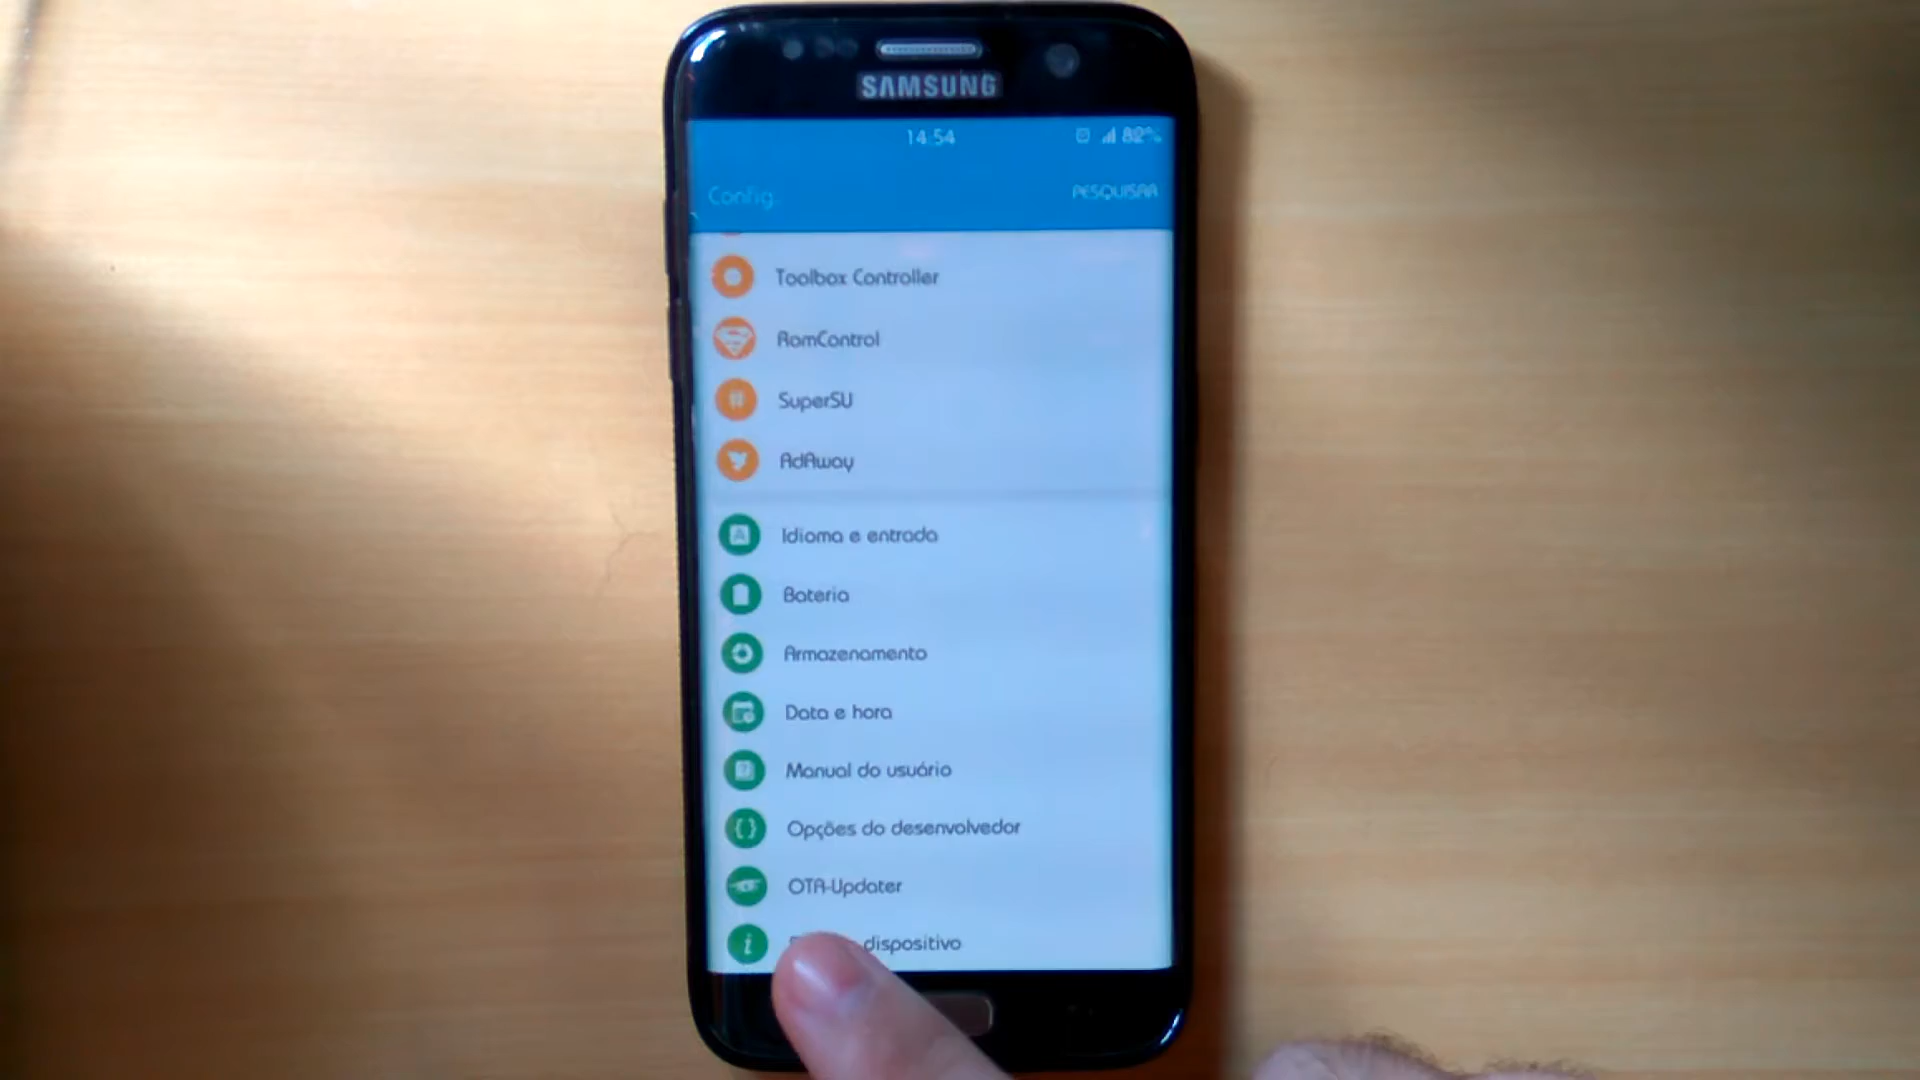 SAMSUNG
14:54
82%
Config.
PESQUISAR
Toolbox Controller
RomControl
SuperSU
AdAway
Idioma e entrada
Bateria
Armazenamento
Data e hora
Manual do usuário
Opções do desenvolvedor
OTA-Updater
dispositivo